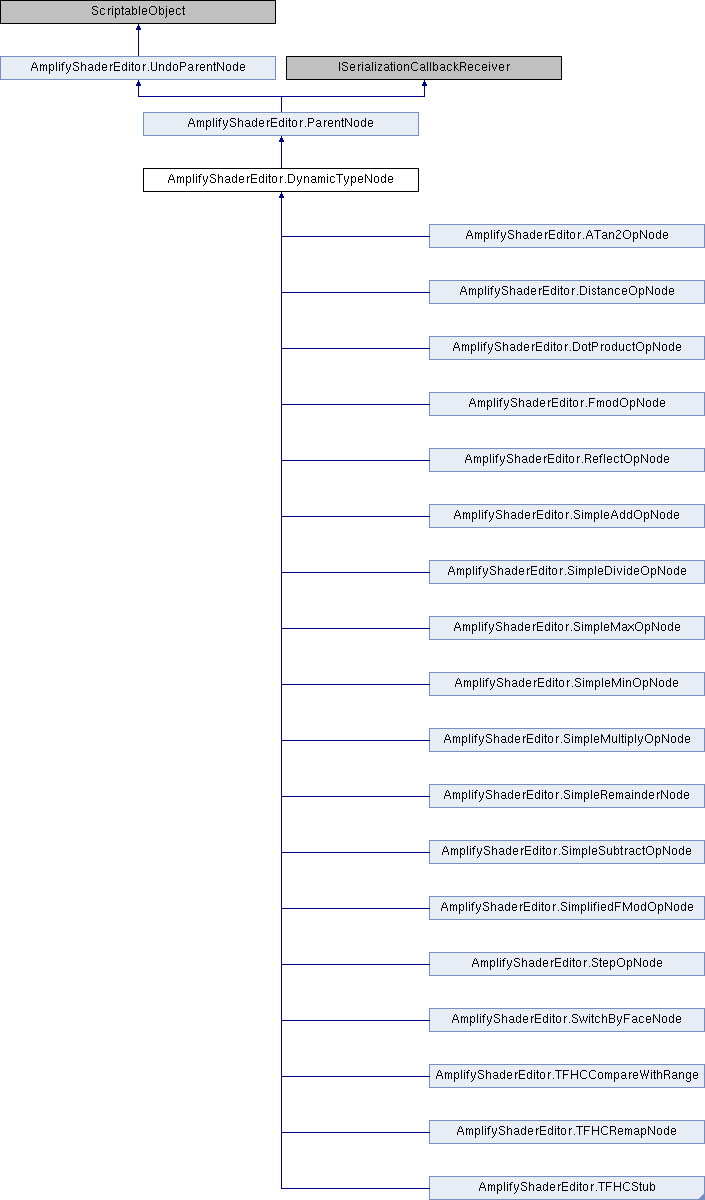 ScriptableObject
AmplifyShaderEditor.UndoParentNode
ISerializationCallbackReceiver
AmplifyShaderEditor.ParentNode
AmplifyShaderEditor.DynamicTypeNode
AmplifyShaderEditor.ATan2OpNode
AmplifyShaderEditor.DistanceOpNode
AmplifyShaderEditor.DotProductOpNode
AmplifyShaderEditor.FmodOpNode
AmplifyShaderEditor.ReflectOpNode
AmplifyShaderEditor.SimpleAddOpNode
AmplifyShaderEditor.SimpleDivideOpNode
AmplifyShaderEditor.SimpleMaxOpNode
AmplifyShaderEditor.SimpleMinOpNode
AmplifyShaderEditor.SimpleMultiplyOpNode
AmplifyShaderEditor.SimpleRemainderNode
AmplifyShaderEditor.SimpleSubtractOpNode
AmplifyShaderEditor.SimplifiedFModOpNode
AmplifyShaderEditor.StepOpNode
AmplifyShaderEditor.SwitchByFaceNode
AmplifyShaderEditor.TFHCCompareWithRange
AmplifyShaderEditor.TFHCRemapNode
AmplifyShaderEditor.TFHCStub